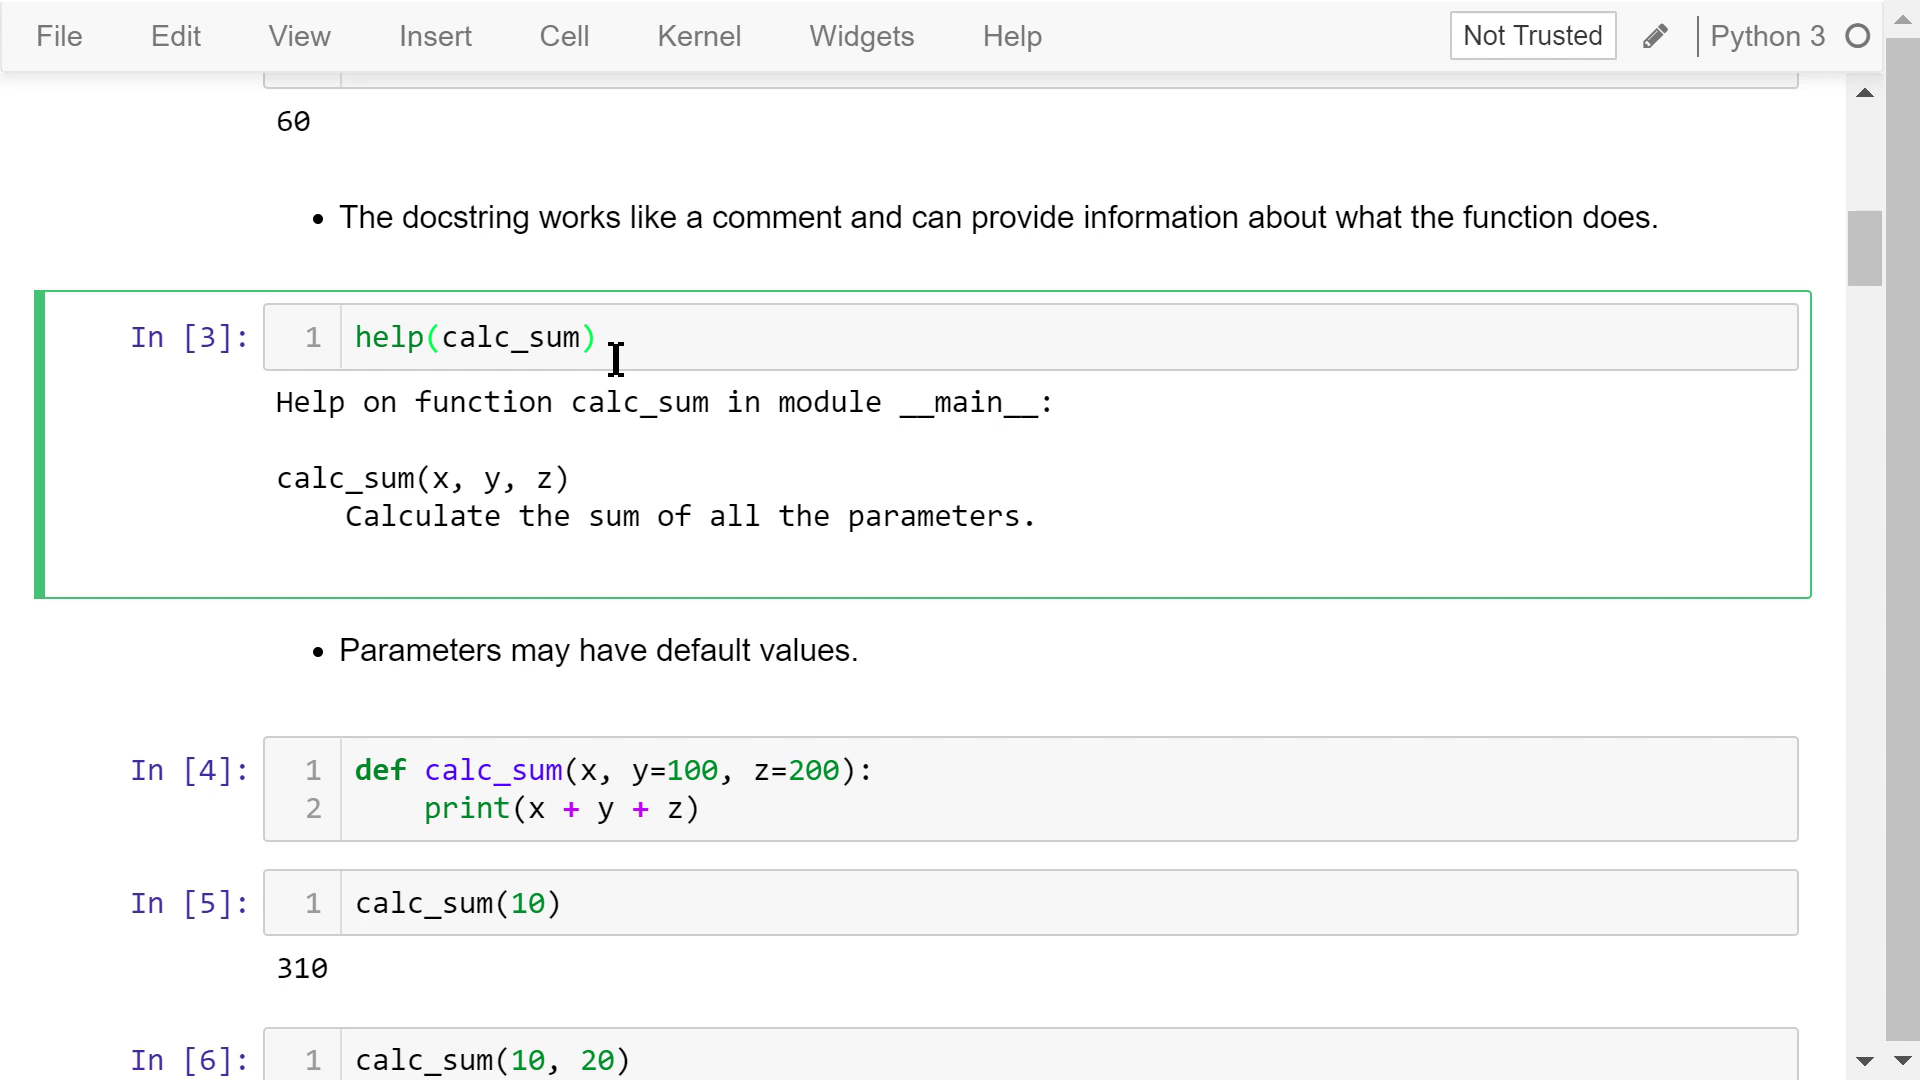 File Edit View Insert Cell Kernel Widgets Help Not Trusted Python 3
60
• The docstring works like a comment and can provide information about what the function does.
In [3]: 1 help(calc_sum)
Help on function calc_sum in module __main__:
calc_sum(x, y, z)
    Calculate the sum of all the parameters.
• Parameters may have default values.
In [4]: 1 def calc_sum(x, y=100, z=200):
2     print(x + y + z)
In [5]: 1 calc_sum(10)
310
In [6]: 1 calc_sum(10, 20)